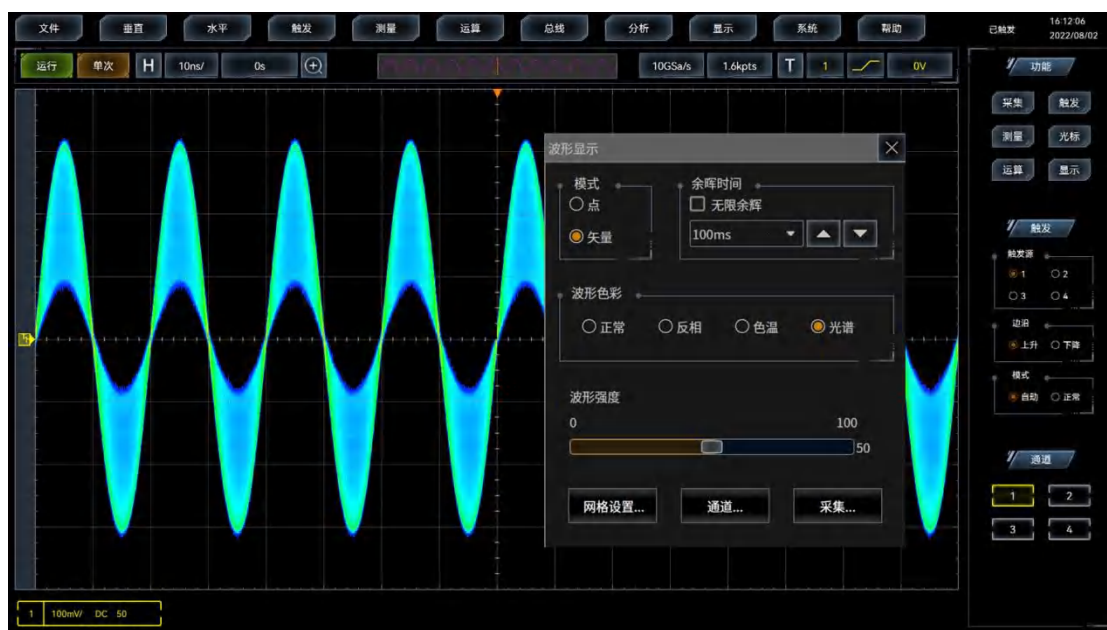 文件 垂直 水平 触发 测量 运算 总线 分析 显示 系统 帮助 已触发 16:12:06
2022/08/02
运行 单次 H 10ns/ 0s 10GSa/s 1.6kpts T 1 0V
功能
采集 触发
测量 光标
运算 显示
波形显示
模式
点
矢量
余晖时间
无限余辉
100ms
波形色彩
正常 反相 色温 光谱
波形强度
0 100
50
网格设置... 通道... 采集...
触发
触发源
1 2
3 4
边沿
上升 下降
模式
自动 正常
通道
1 2
3 4
1 100mV/ DC 50